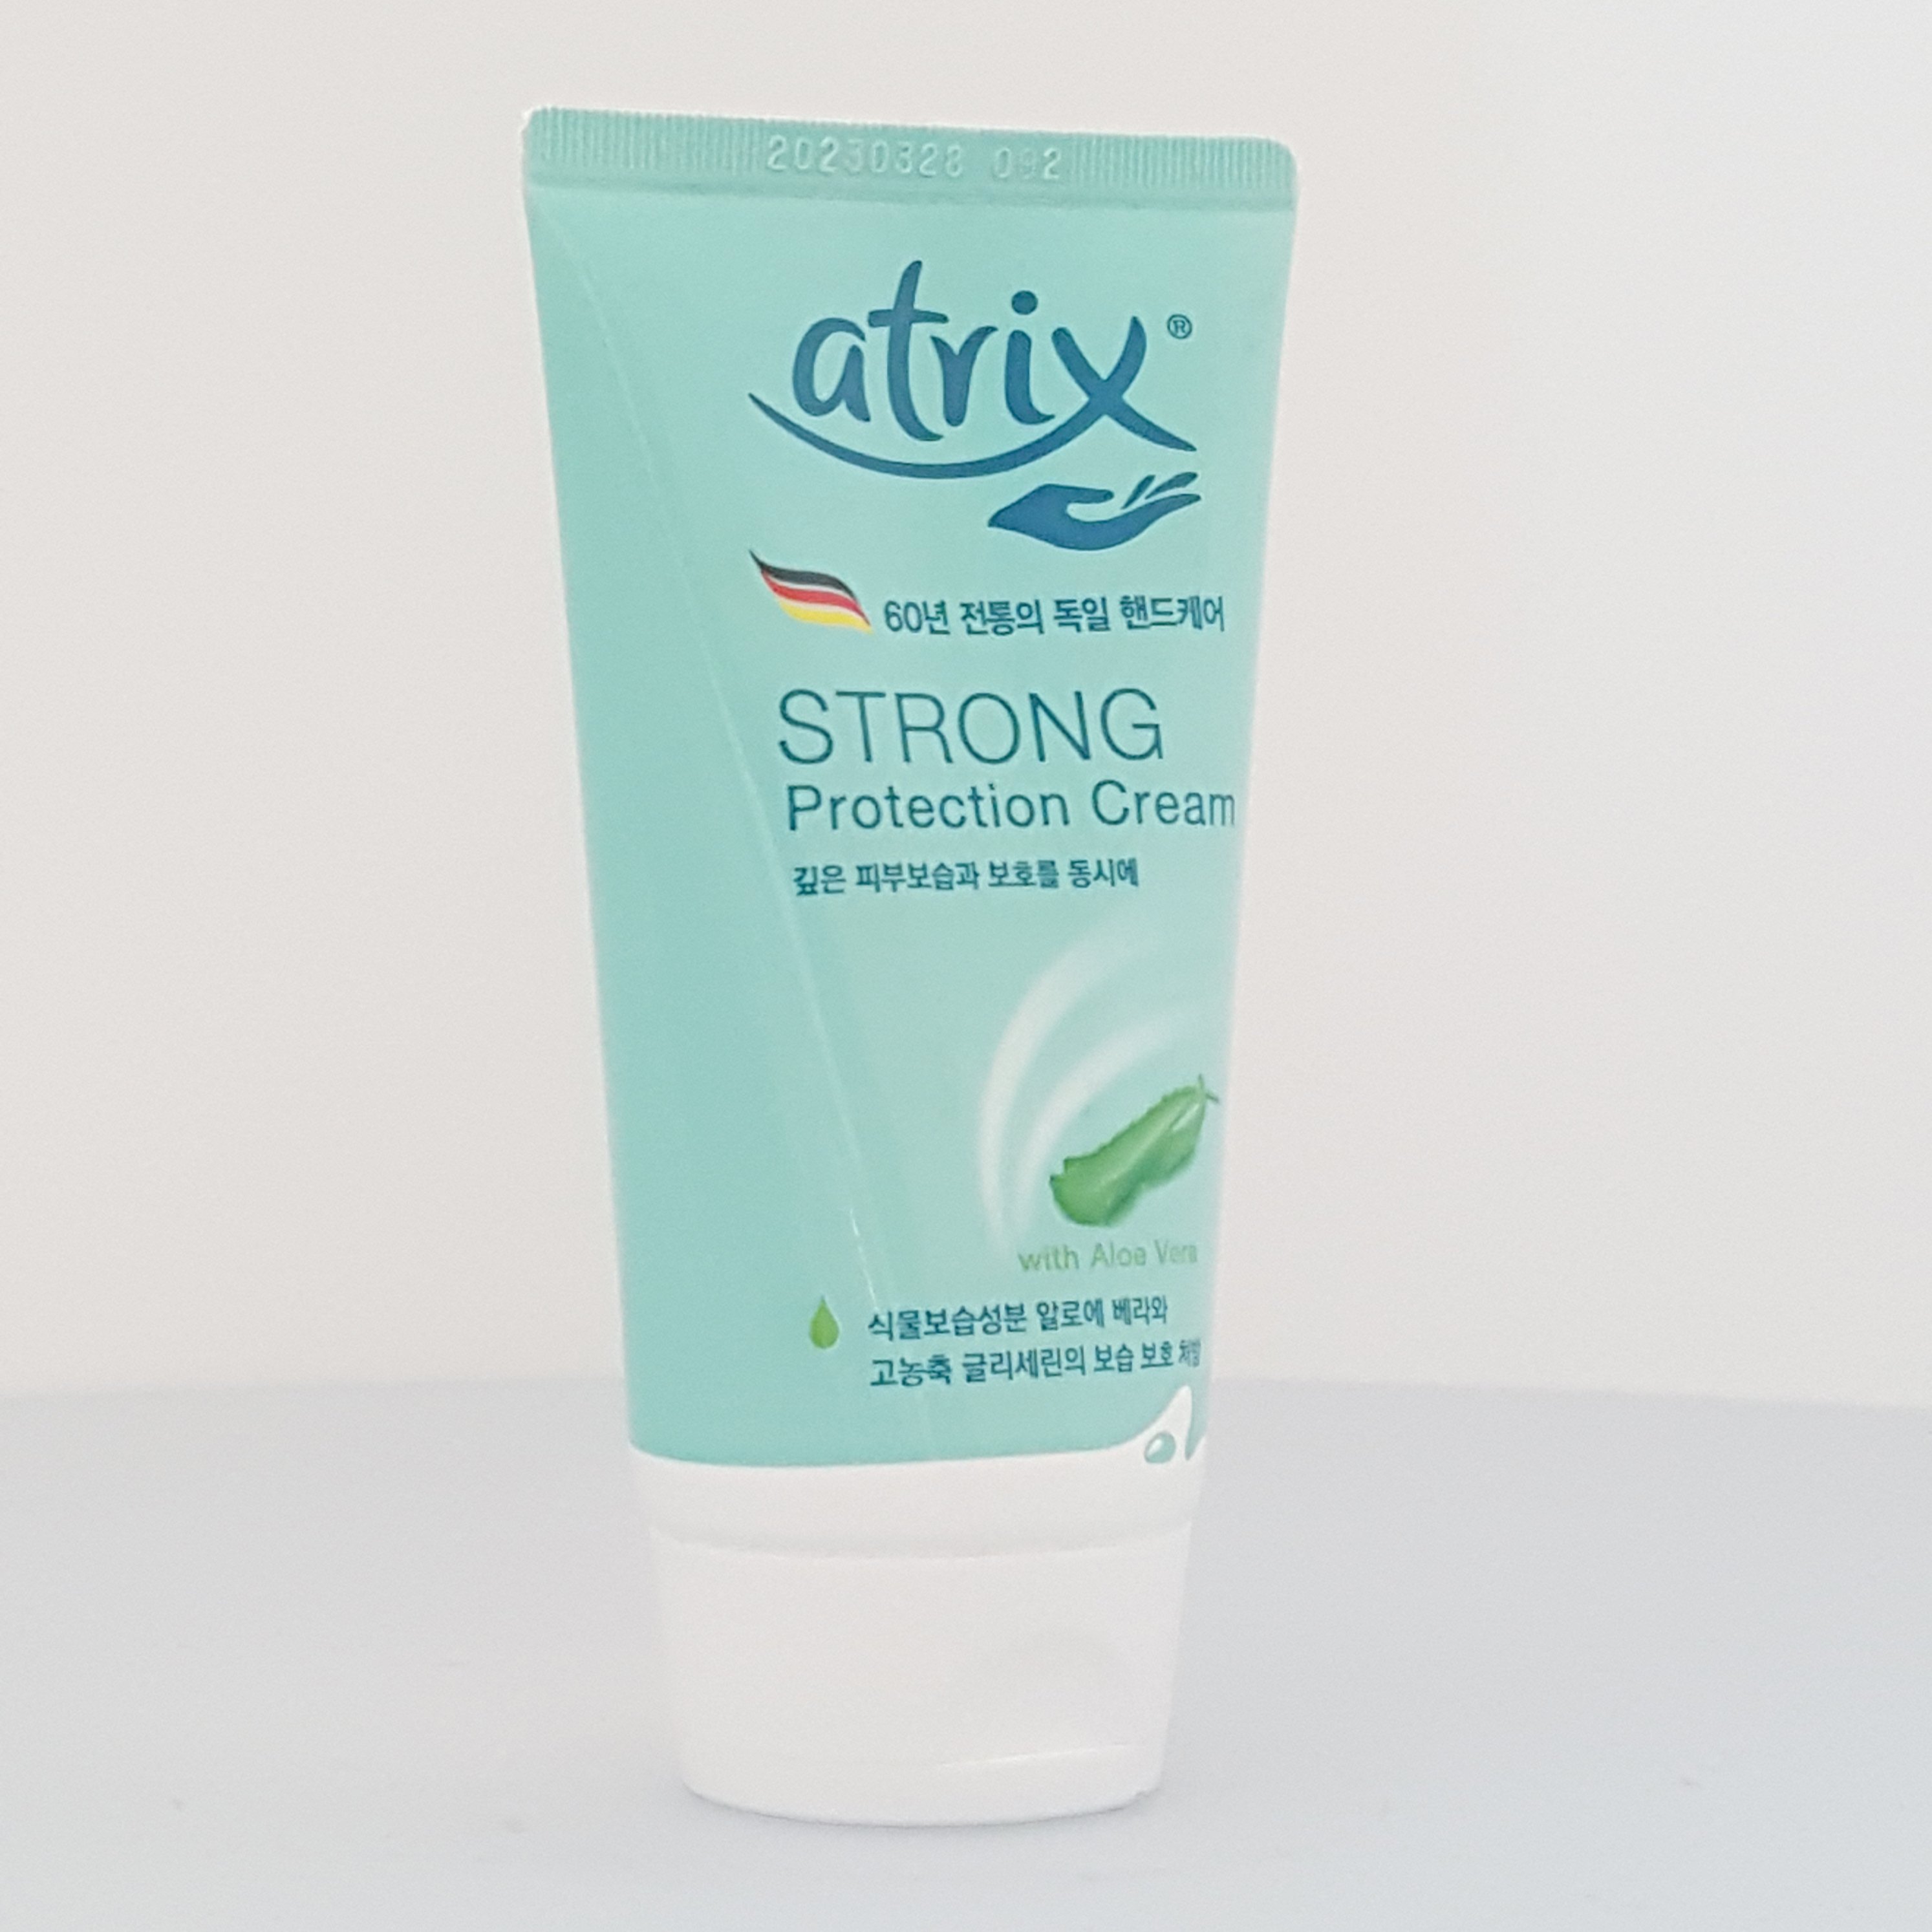 20230328 092
atrix®
60년 전통의 독일 핸드케어
STRONG
Protection Cream
깊은 피부보습과 보호를 동시에
with Aloe Vera
식물보습성분 알로에 베라와
고농축 글리세린의 보습 보호 처방